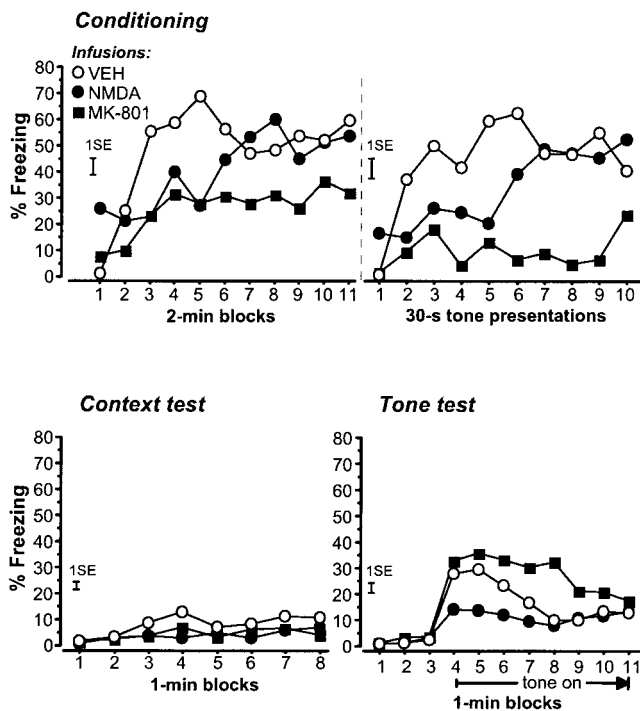 Conditioning
Infusions:
VEH
NMDA
MK-801
% Freezing
80
70
60
50
40
30
20
10
0
1SE
1 2 3 4 5 6 7 8 9 10 11
2-min blocks
1SE
1 2 3 4 5 6 7 8 9 10
30-s tone presentations
Context test
% Freezing
80
70
60
50
40
30
20
10
0
1SE
1 2 3 4 5 6 7 8
1-min blocks
Tone test
80
70
60
50
40
30
20
10
0
1SE
1 2 3 4 5 6 7 8 9 10 11
tone on
1-min blocks